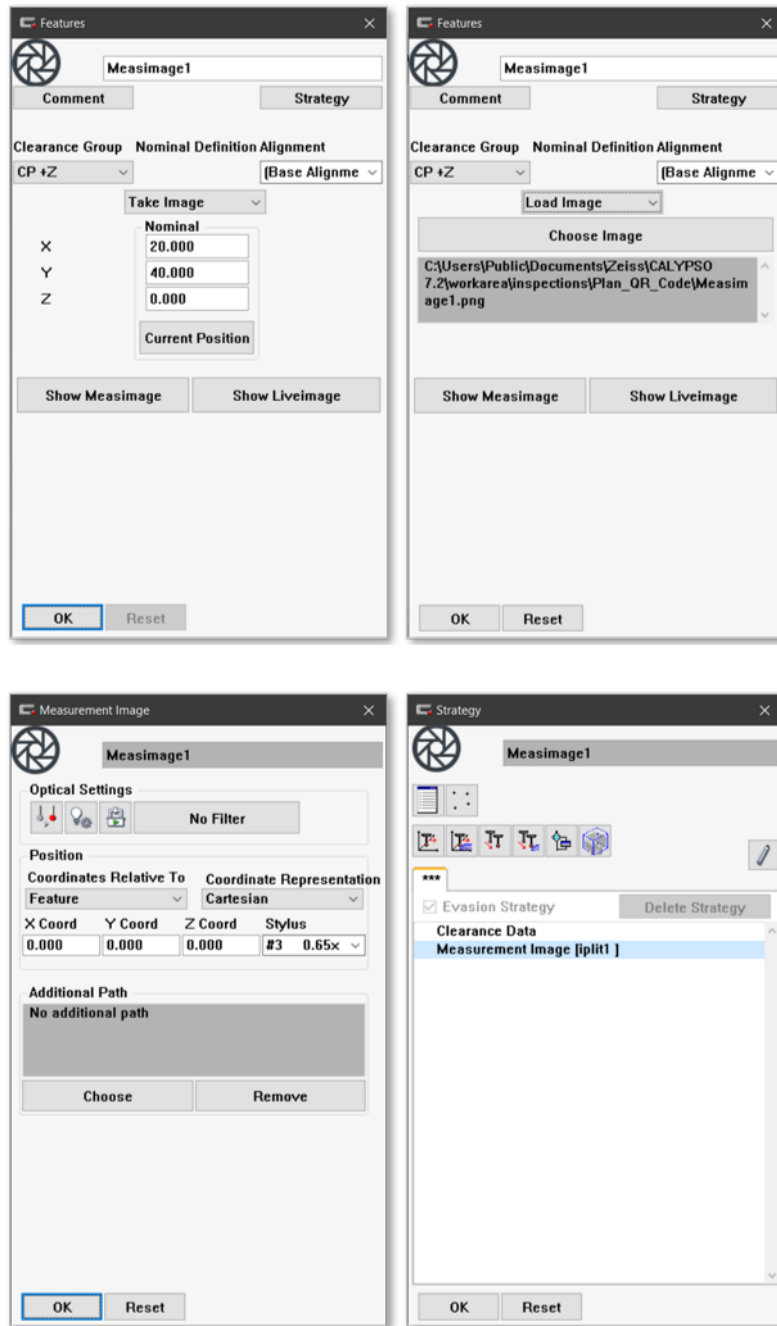 Features
Measimage1
Comment
Strategy
Clearance Group Nominal Definition Alignment
CP +Z
(Base Alignme
Take Image
Nominal
X 20.000
Y 40.000
Z 0.000
Current Position
Show Measimage
Show Liveimage
OK
Reset
Features
Measimage1
Comment
Strategy
Clearance Group Nominal Definition Alignment
CP +Z
(Base Alignme
Load Image
Choose Image
C:\Users\Public\Documents\Zeiss\CALYPSO
7.2\workarea\inspections\Plan_QR_Code\Measim
age1.png
Show Measimage
Show Liveimage
OK
Reset
Measurement Image
Measimage1
Optical Settings
No Filter
Position
Coordinates Relative To Coordinate Representation
Feature
Cartesian
X Coord Y Coord Z Coord Stylus
0.000 0.000 0.000 #3 0.65x
Additional Path
No additional path
Choose
Remove
OK
Reset
Strategy
Measimage1
***
Evasion Strategy
Delete Strategy
Clearance Data
Measurement Image [iplit1 ]
OK
Reset